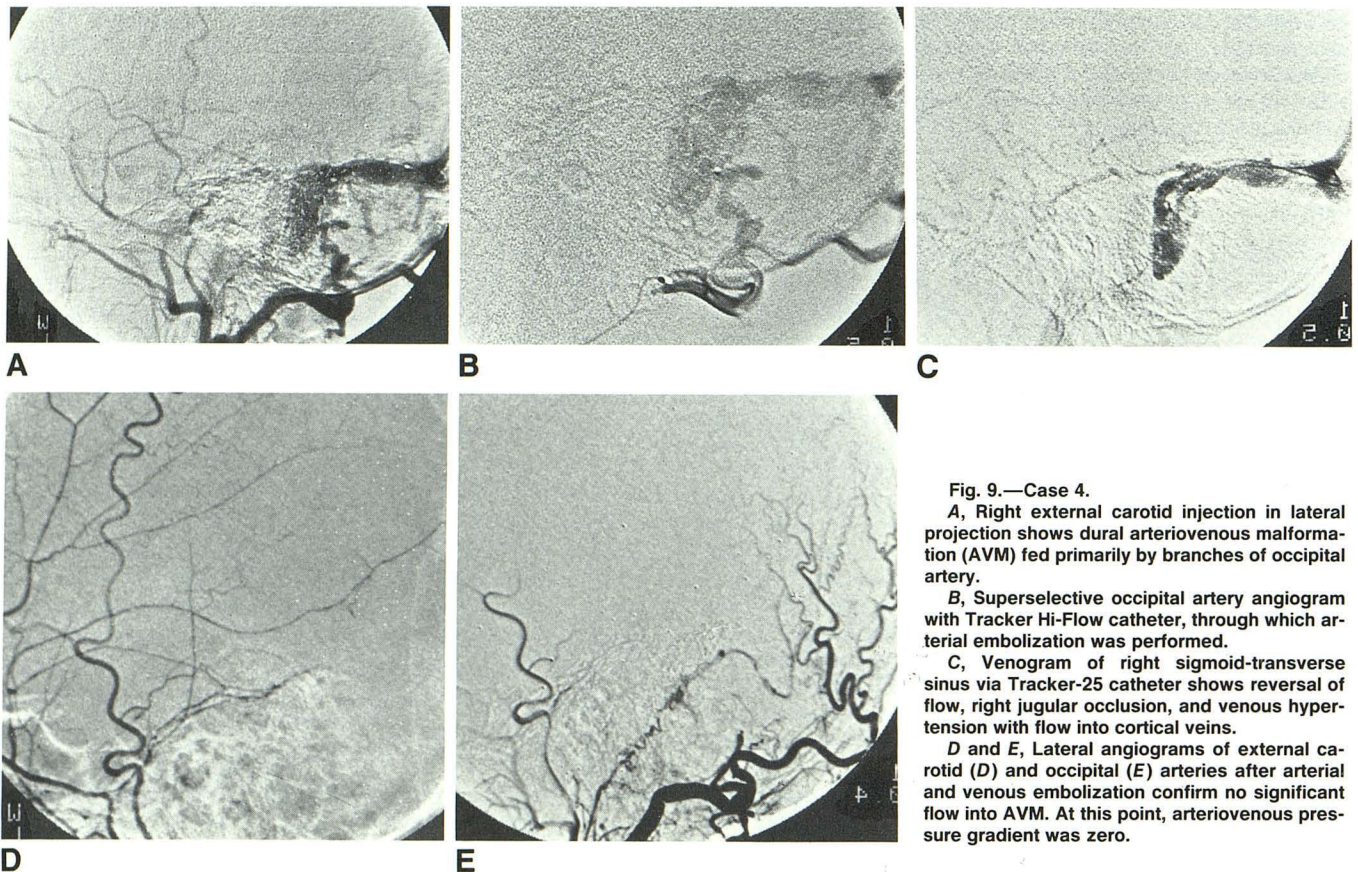 A
B
C
D
E
Fig. 9.—Case 4.
A, Right external carotid injection in lateral
projection shows dural arteriovenous malforma-
tion (AVM) fed primarily by branches of occipital
artery.
B, Superselective occipital artery angiogram
with Tracker Hi-Flow catheter, through which ar-
terial embolization was performed.
C, Venogram of right sigmoid-transverse
sinus via Tracker-25 catheter shows reversal of
flow, right jugular occlusion, and venous hyper-
tension with flow into cortical veins.
D and E, Lateral angiograms of external ca-
rotid (D) and occipital (E) arteries after arterial
and venous embolization confirm no significant
flow into AVM. At this point, arteriovenous pres-
sure gradient was zero.